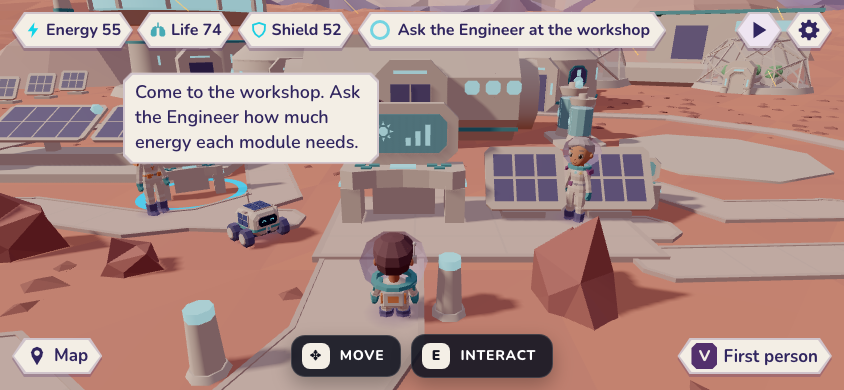 Energy 55
Life 74
Shield 52
Ask the Engineer at the workshop
Come to the workshop. Ask
the Engineer how much
energy each module needs.
Map
MOVE
E INTERACT
V First person